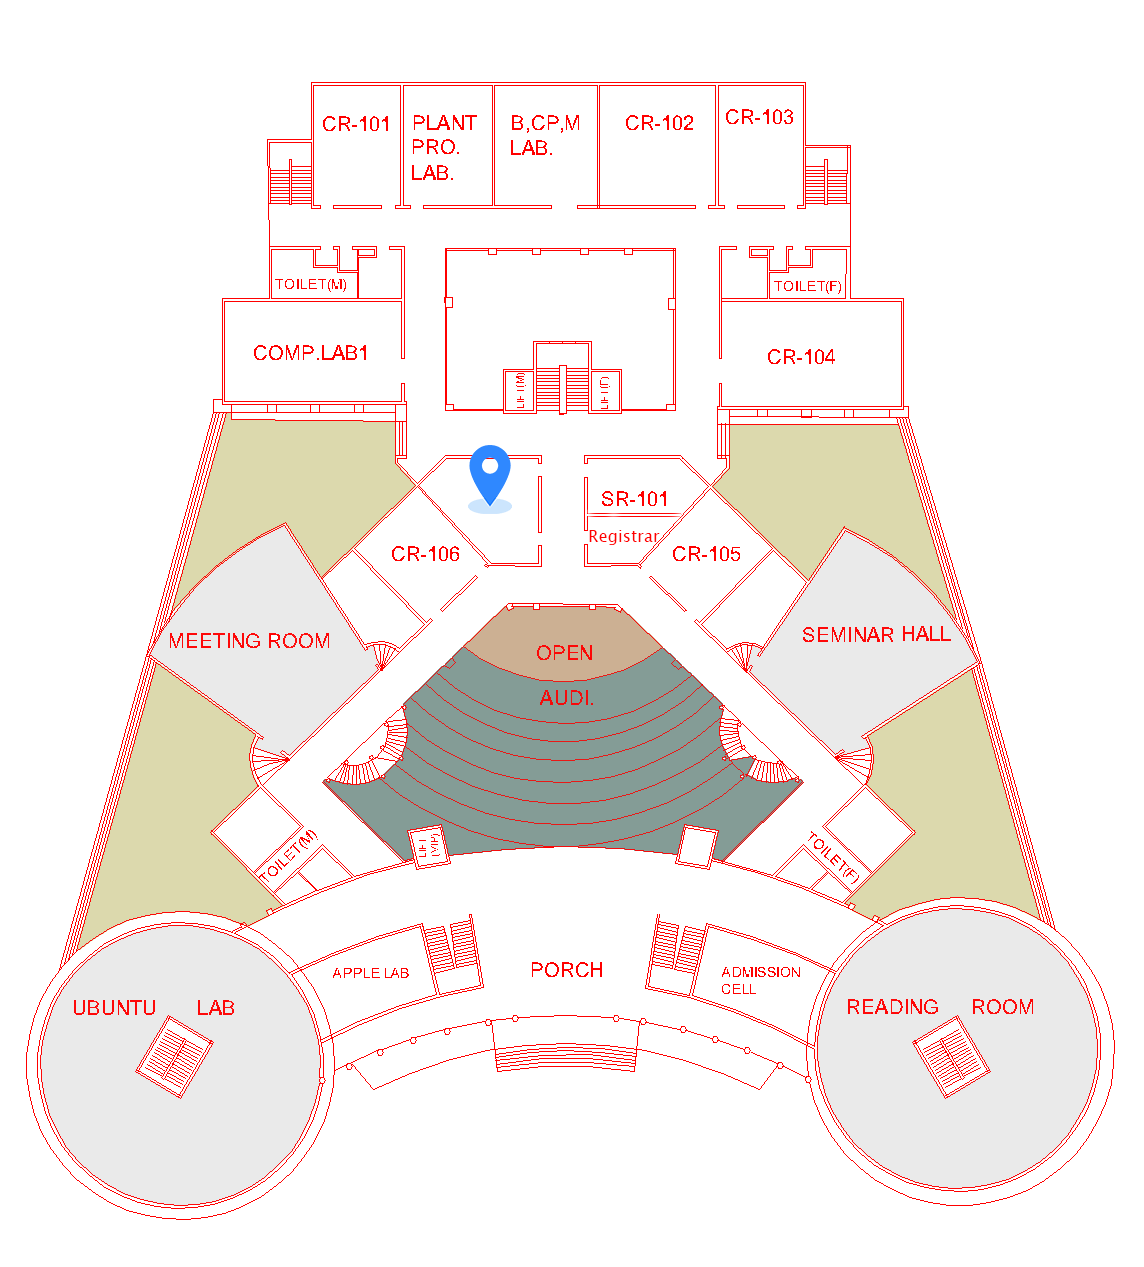 CR-101
PLANT
PRO.
LAB.
B,CP,M
LAB.
CR-102
CR-103
TOILET(M)
TOILET(F)
COMP.LAB1
LIFT(M)
LIFT(F)
CR-104
SR-101
Registrar
CR-106
CR-105
MEETING ROOM
SEMINAR HALL
OPEN
AUDI.
TOILET(M)
LIFT
(VIP)
TOILET(F)
APPLE LAB
PORCH
ADMISSION
CELL
UBUNTU LAB
READING ROOM